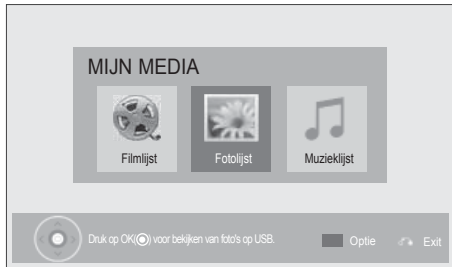 MIJN MEDIA
Filmlijst Fotolijst Muzieklijst
Druk op OK(◉) voor bekijken van foto's op USB. Optie Exit